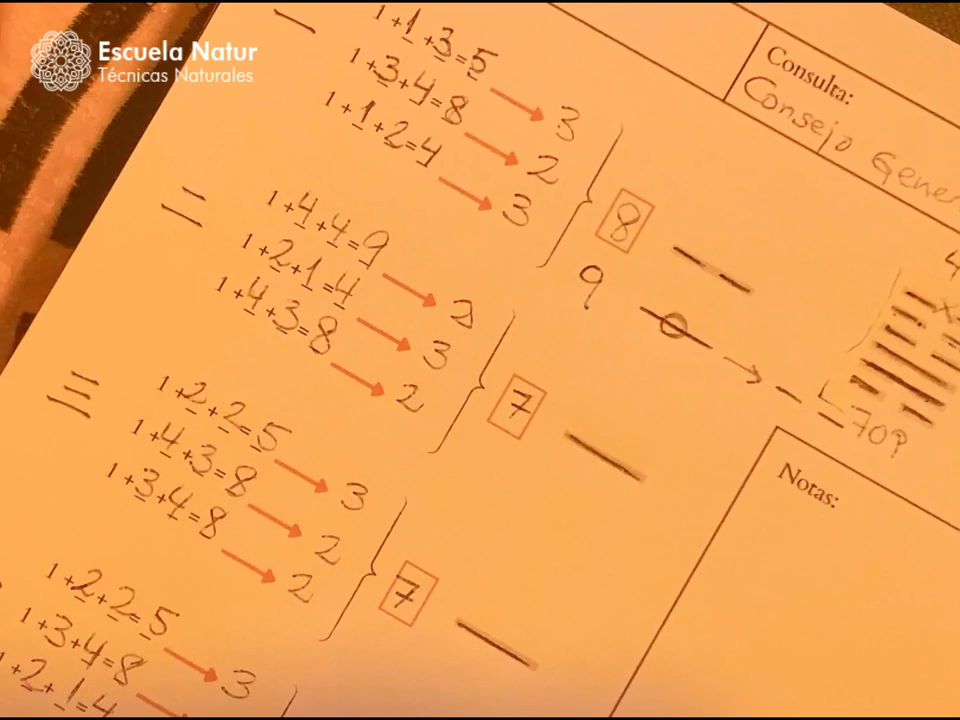 Escuela Natur
Técnicas Naturales
一
1+1+3=5 → 3
1+3+4=8 → 2
1+1+2=4 → 3
8
二
1+4+4=9 → 2
1+2+1=4 → 3
1+4+3=8 → 2
7
9
三
1+2+2=5 → 3
1+4+3=8 → 2
1+3+4=8 → 2
7
1+2+2=5 → 3
1+3+4=8
1+2+1=4
Consulta:
Consejo Gener
4
70?
Notas: